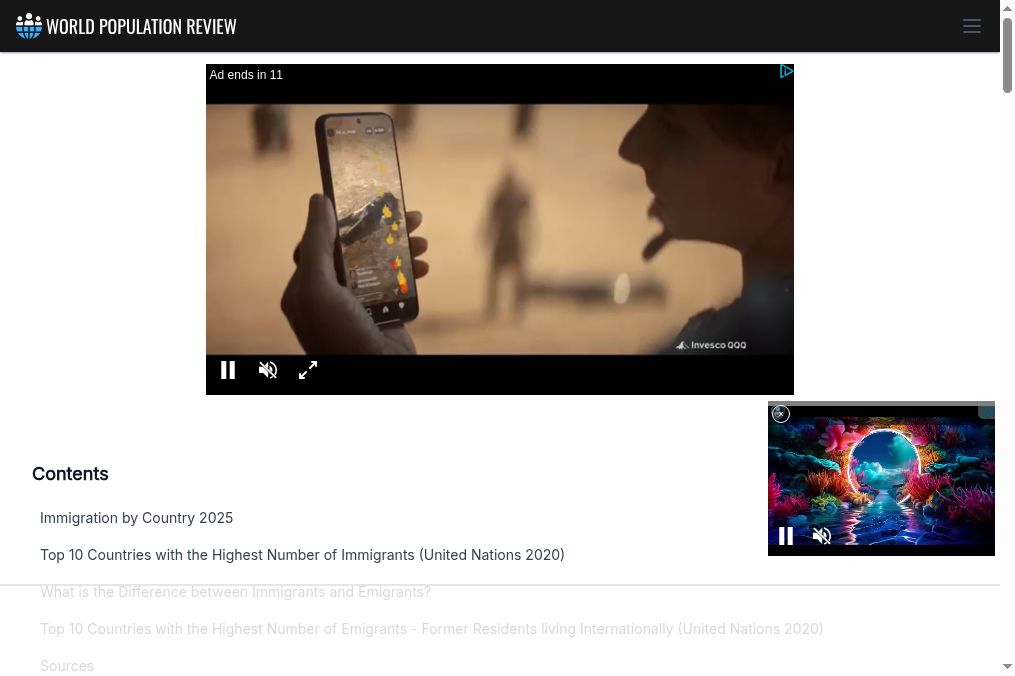 WORLD POPULATION REVIEW
Ad ends in 11
Invesco QQQ
Contents
Immigration by Country 2025
Top 10 Countries with the Highest Number of Immigrants (United Nations 2020)
What is the Difference between Immigrants and Emigrants?
Top 10 Countries with the Highest Number of Emigrants - Former Residents living Internationally (United Nations 2020)
Sources